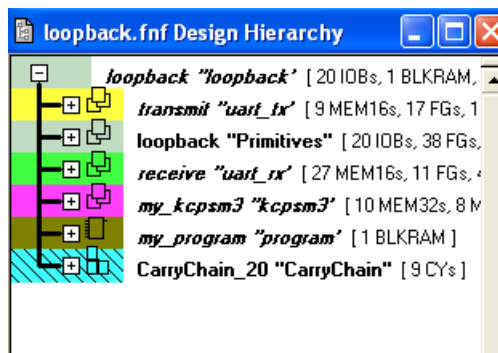 loopback.fnf Design Hierarchy
loopback "loopback" [ 20 IOBs, 1 BLKRAM,
transmit "uart_tx" [ 9 MEM16s, 17 FGs, 1
loopback "Primitives" [ 20 IOBs, 38 FGs,
receive "uart_rx" [ 27 MEM16s, 11 FGs,
my_kcpsm3 "kcpsm3" [ 10 MEM32s, 8 M
my_program "program" [ 1 BLKRAM ]
CarryChain_20 "CarryChain" [ 9 CYs ]